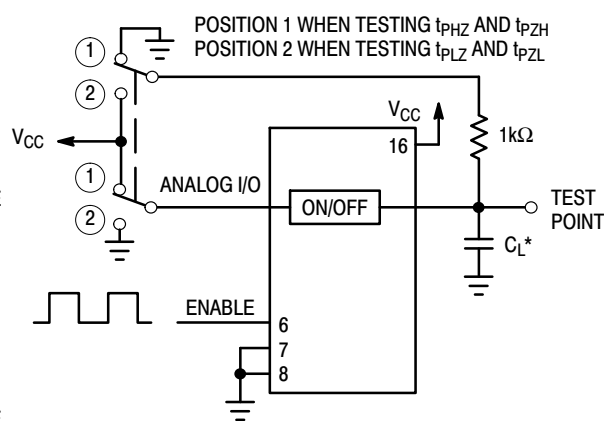 POSITION 1 WHEN TESTING tPHZ AND tPZH
POSITION 2 WHEN TESTING tPLZ AND tPZL
1
2
VCC
VCC
16
1kΩ
1
2
ANALOG I/O
ON/OFF
TEST
POINT
CL*
ENABLE
6
7
8